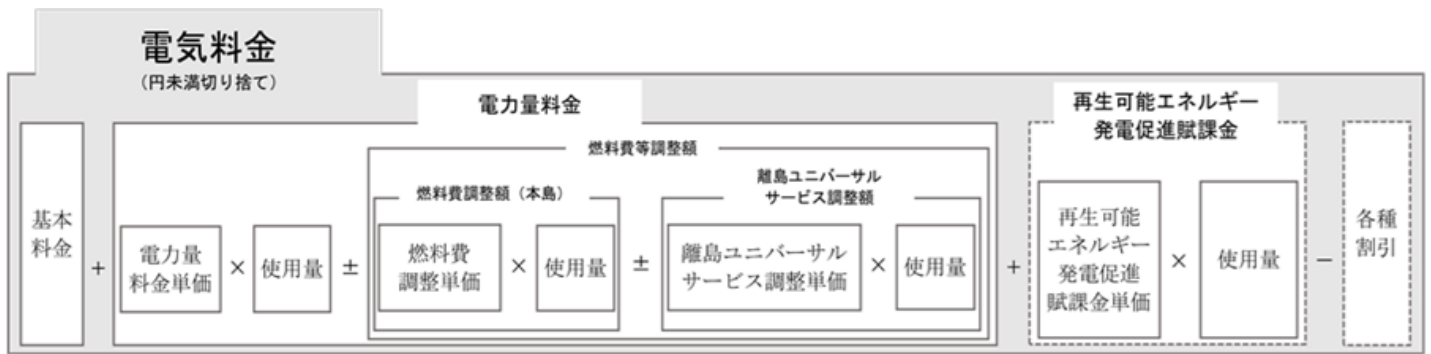 電気料金
（円未満切り捨て）
電力量料金
再生可能エネルギー
発電促進賦課金
燃料費等調整額
燃料費調整額（本島）
離島ユニバーサル
サービス調整額
基本
料金
+
電力量
料金単価
×
使用量
±
燃料費
調整単価
×
使用量
±
離島ユニバーサル
サービス調整単価
×
使用量
+
再生可能
エネルギー
発電促進
賦課金単価
×
使用量
−
各種
割引